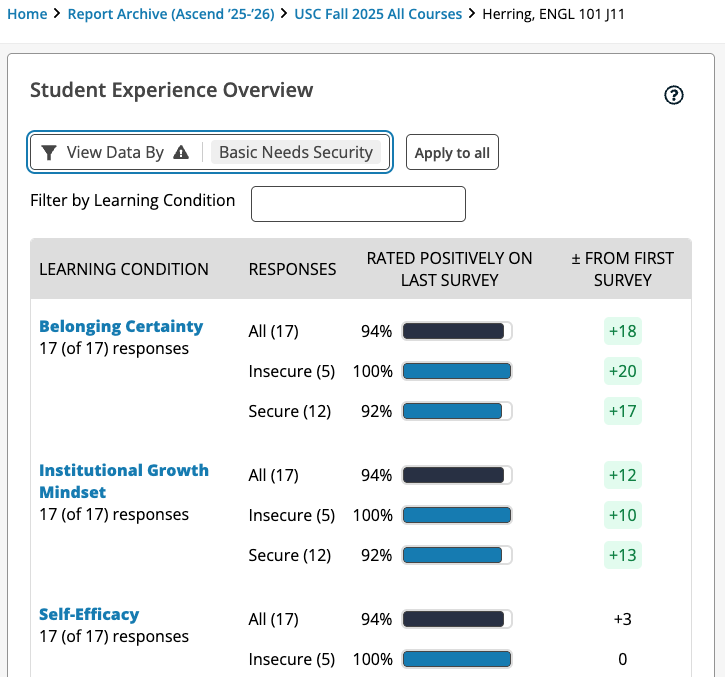 Home > Report Archive (Ascend ’25-’26) > USC Fall 2025 All Courses > Herring, ENGL 101 J11
Student Experience Overview
?
View Data By Basic Needs Security Apply to all
Filter by Learning Condition
LEARNING CONDITION RESPONSES RATED POSITIVELY ON LAST SURVEY ± FROM FIRST SURVEY
Belonging Certainty
17 (of 17) responses
All (17) 94% +18
Insecure (5) 100% +20
Secure (12) 92% +17
Institutional Growth
Mindset
17 (of 17) responses
All (17) 94% +12
Insecure (5) 100% +10
Secure (12) 92% +13
Self-Efficacy
17 (of 17) responses
All (17) 94% +3
Insecure (5) 100% 0